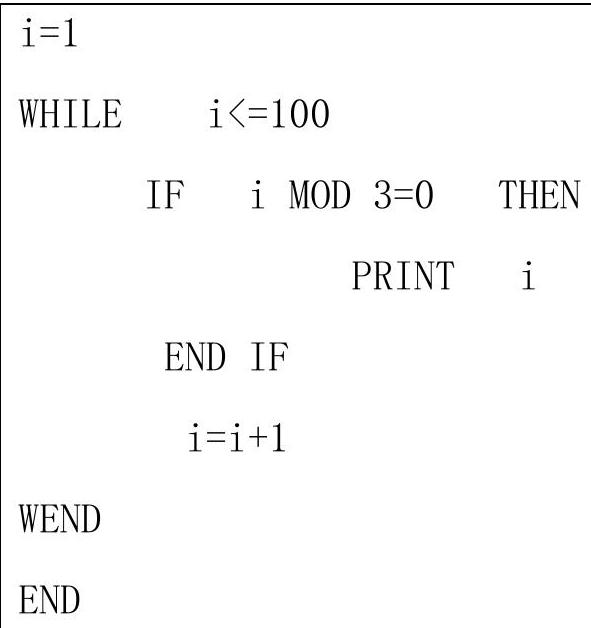 i=1
WHILE i<=100
IF i MOD 3=0 THEN
PRINT i
END IF
i=i+1
WEND
END